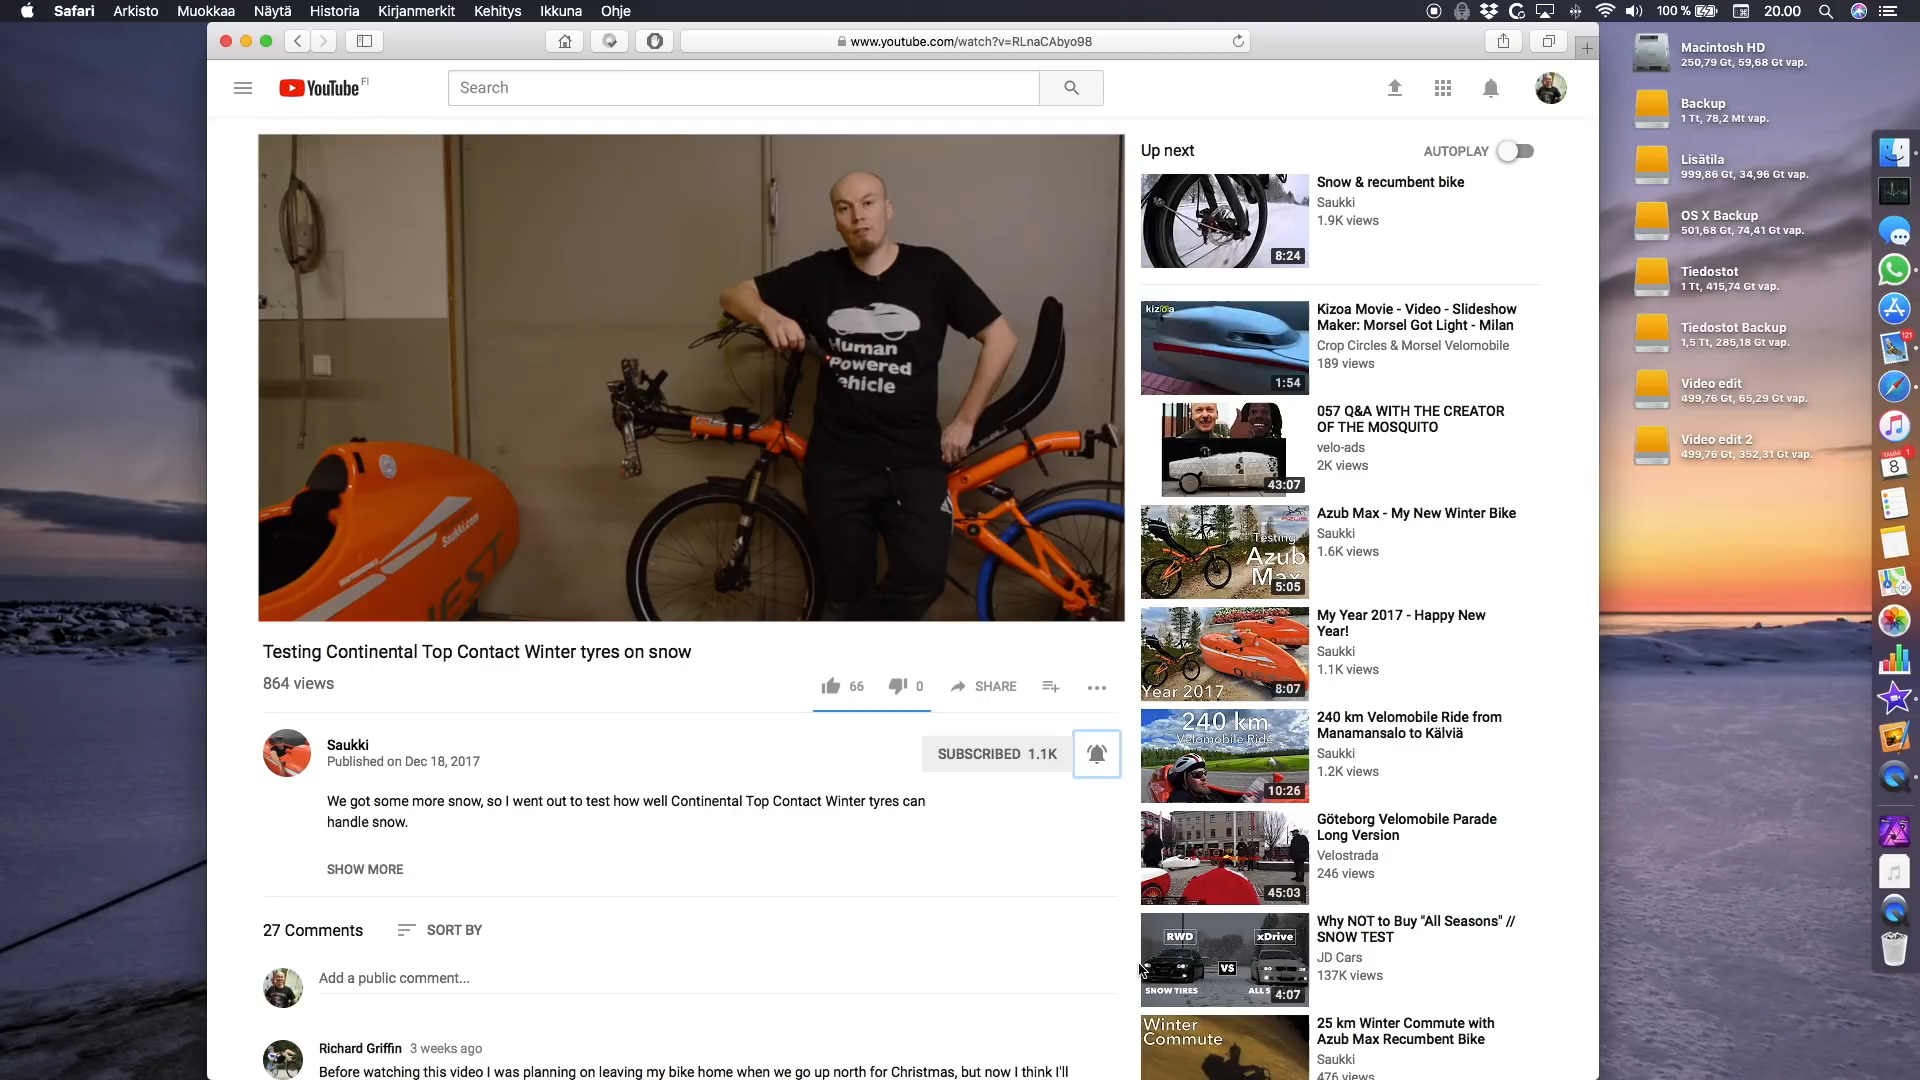 Safari Arkisto Muokkaa Näytä Historia Kirjanmerkit Kehitys Ikkuna Ohje
100 % 20.00
www.youtube.com/watch?v=RLnaCAbyo98
YouTube FI
Search
Human
Powered
Vehicle
Saukki.com
QUEST
Testing Continental Top Contact Winter tyres on snow
864 views
66 0 SHARE
Saukki
Published on Dec 18, 2017
SUBSCRIBED 1.1K
We got some more snow, so I went out to test how well Continental Top Contact Winter tyres can
handle snow.
SHOW MORE
27 Comments SORT BY
Add a public comment...
Richard Griffin 3 weeks ago
Before watching this video I was planning on leaving my bike home when we go up north for Christmas, but now I think I'll
Up next AUTOPLAY
8:24
Snow & recumbent bike
Saukki
1.9K views
kizoa
1:54
Kizoa Movie - Video - Slideshow
Maker: Morsel Got Light - Milan
Crop Circles & Morsel Velomobile
189 views
43:07
057 Q&A WITH THE CREATOR
OF THE MOSQUITO
velo-ads
2K views
AZUB
Testing
Azub
Max
5:05
Azub Max - My New Winter Bike
Saukki
1.6K views
Year 2017
8:07
My Year 2017 - Happy New
Year!
Saukki
1.1K views
240 km
Velomobile Ride
10:26
240 km Velomobile Ride from
Manamansalo to Kälviä
Saukki
1.2K views
45:03
Göteborg Velomobile Parade
Long Version
Velostrada
246 views
RWD xDrive
VS
SNOW TIRES ALL S
4:07
Why NOT to Buy "All Seasons" //
SNOW TEST
JD Cars
137K views
Winter
Commute
25 km Winter Commute with
Azub Max Recumbent Bike
Saukki
476 views
Macintosh HD
250,79 Gt, 59,68 Gt vap.
Backup
1 Tt, 78,2 Mt vap.
Lisätila
999,86 Gt, 34,96 Gt vap.
OS X Backup
501,68 Gt, 74,41 Gt vap.
Tiedostot
1 Tt, 415,74 Gt vap.
Tiedostot Backup
1,5 Tt, 285,18 Gt vap.
Video edit
499,76 Gt, 65,29 Gt vap.
Video edit 2
499,76 Gt, 352,31 Gt vap.
121
TAMMI 1
8